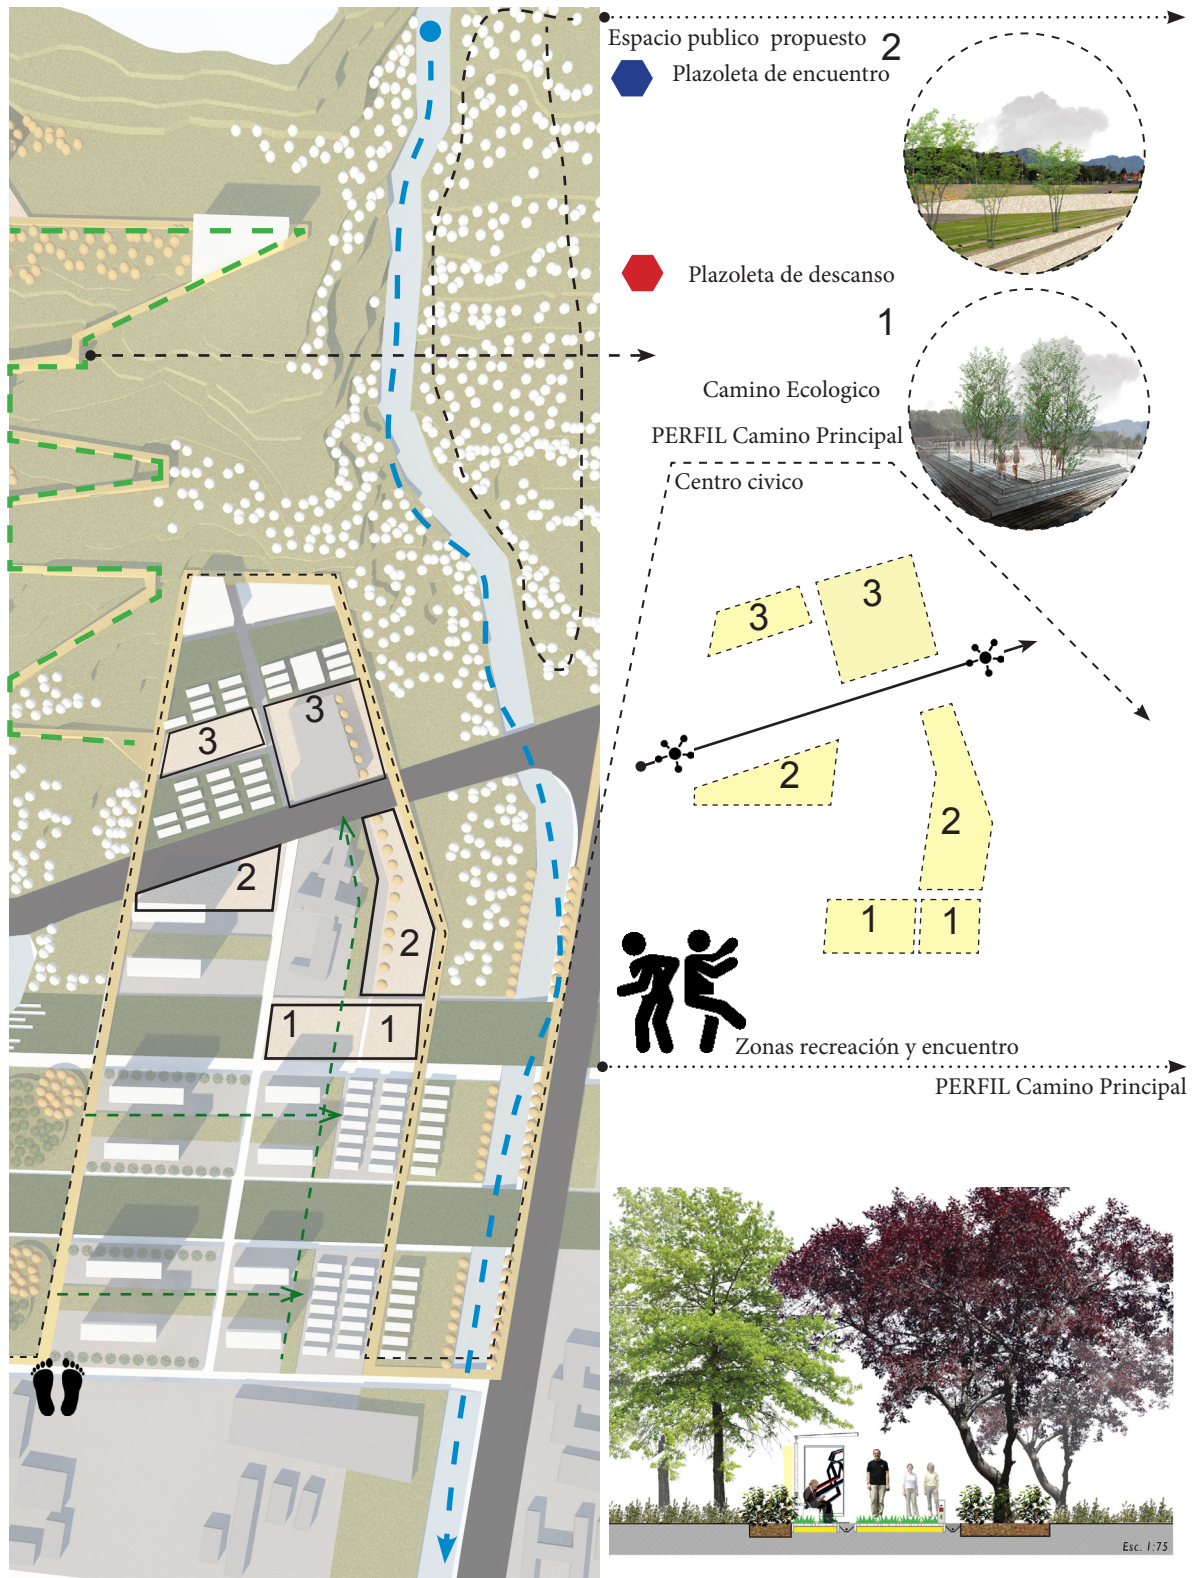 Espacio publico propuesto 2
Plazoleta de encuentro
Plazoleta de descanso
1
Camino Ecologico
PERFIL Camino Principal
Centro civico
3
3
2
2
1
1
Zonas recreación y encuentro
PERFIL Camino Principal
Esc. 1:75
3
3
2
2
1
1